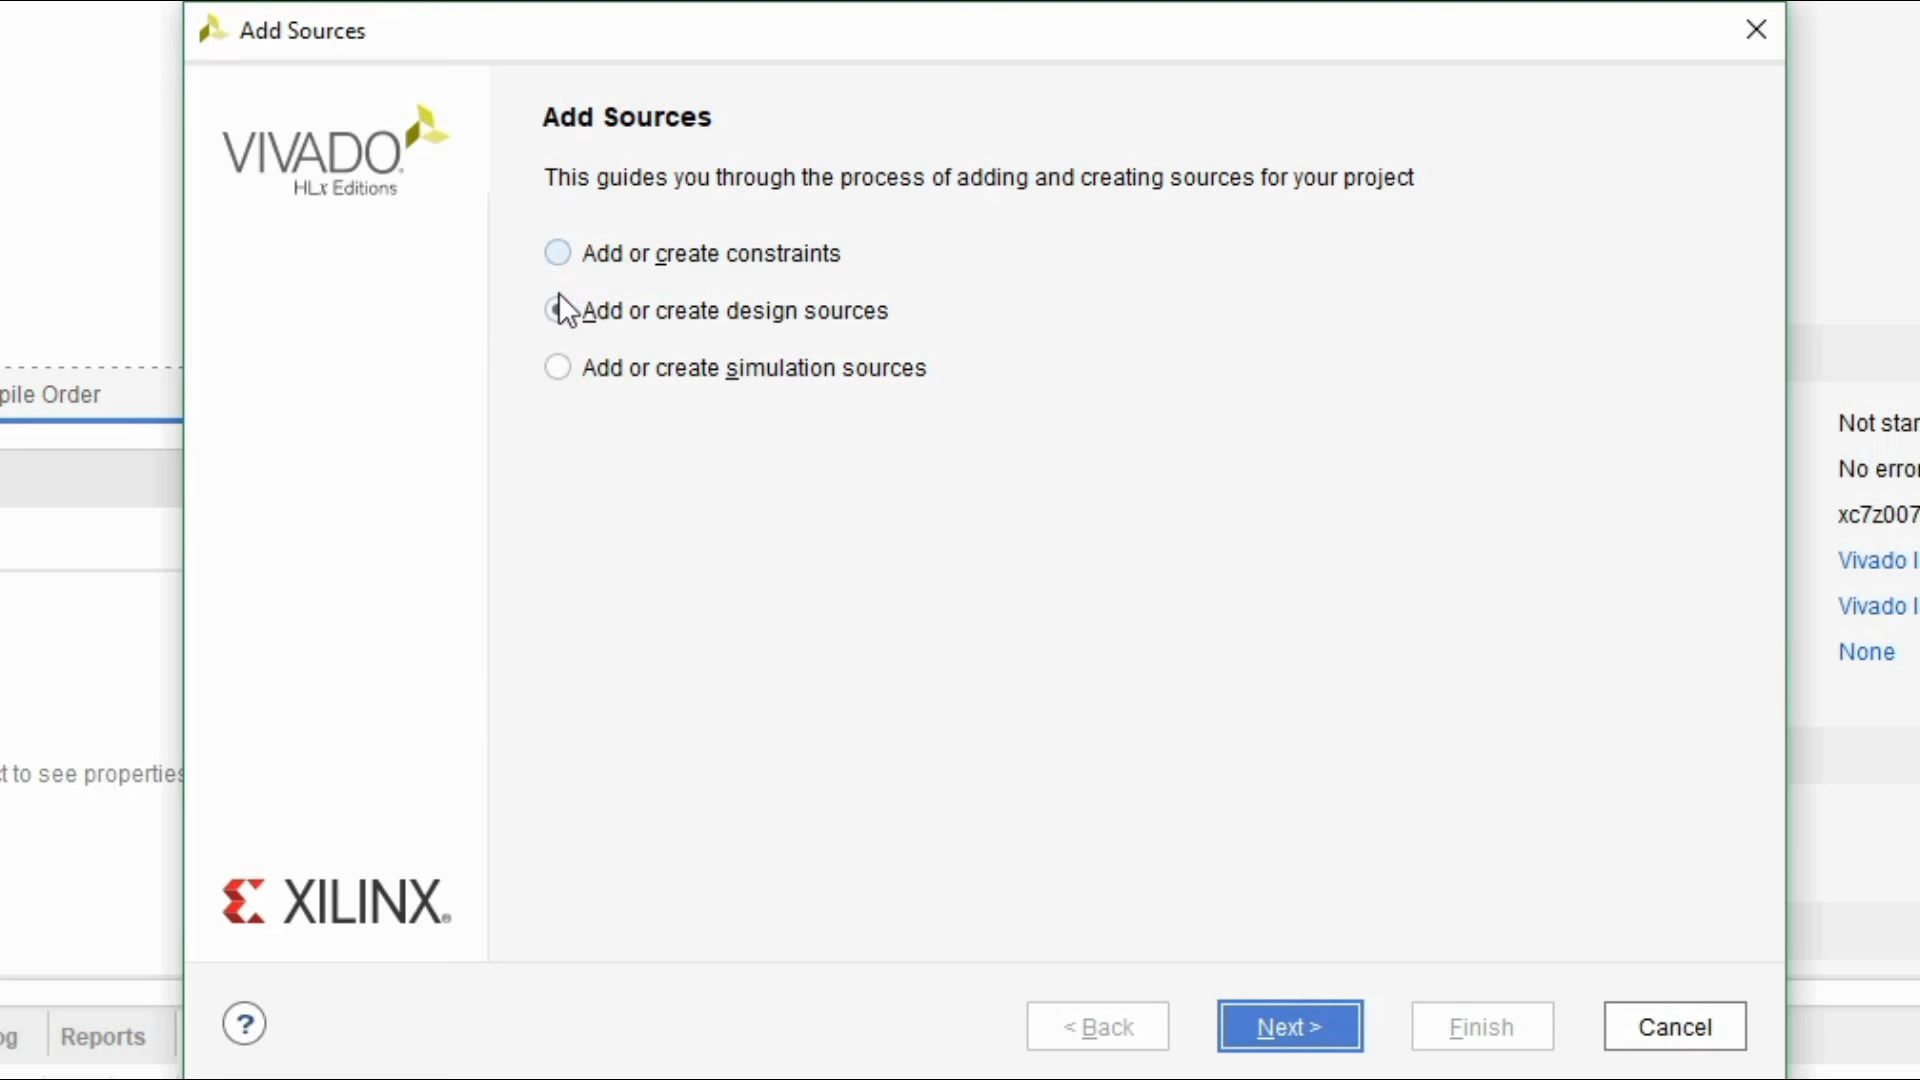 Add Sources
VIVADO
HLx Editions
Add Sources
This guides you through the process of adding and creating sources for your project
Add or create constraints
Add or create design sources
Add or create simulation sources
pile Order
Not star
No error
xc7z007
Vivado I
Vivado I
None
t to see properties
XILINX
?
< Back
Next >
Finish
Cancel
og
Reports